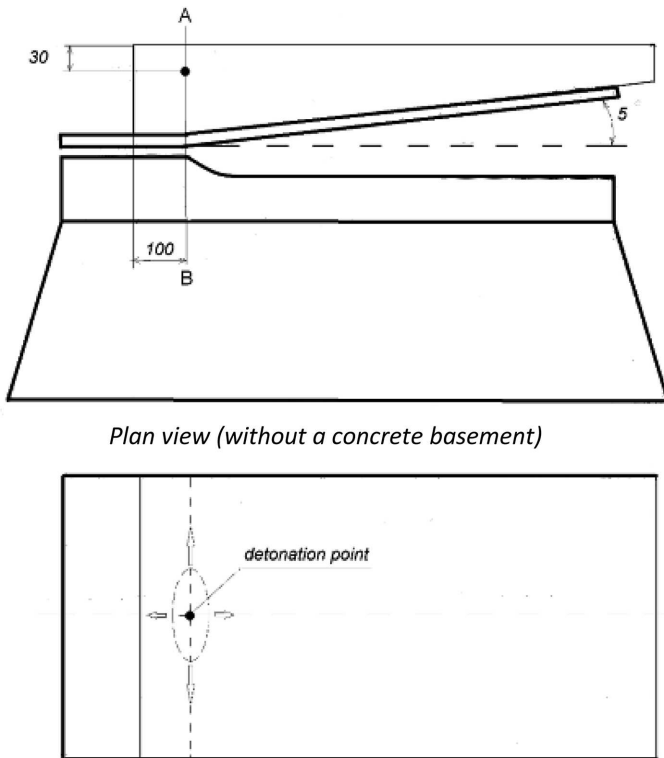 A
30
5
100
B
Plan view (without a concrete basement)
detonation point